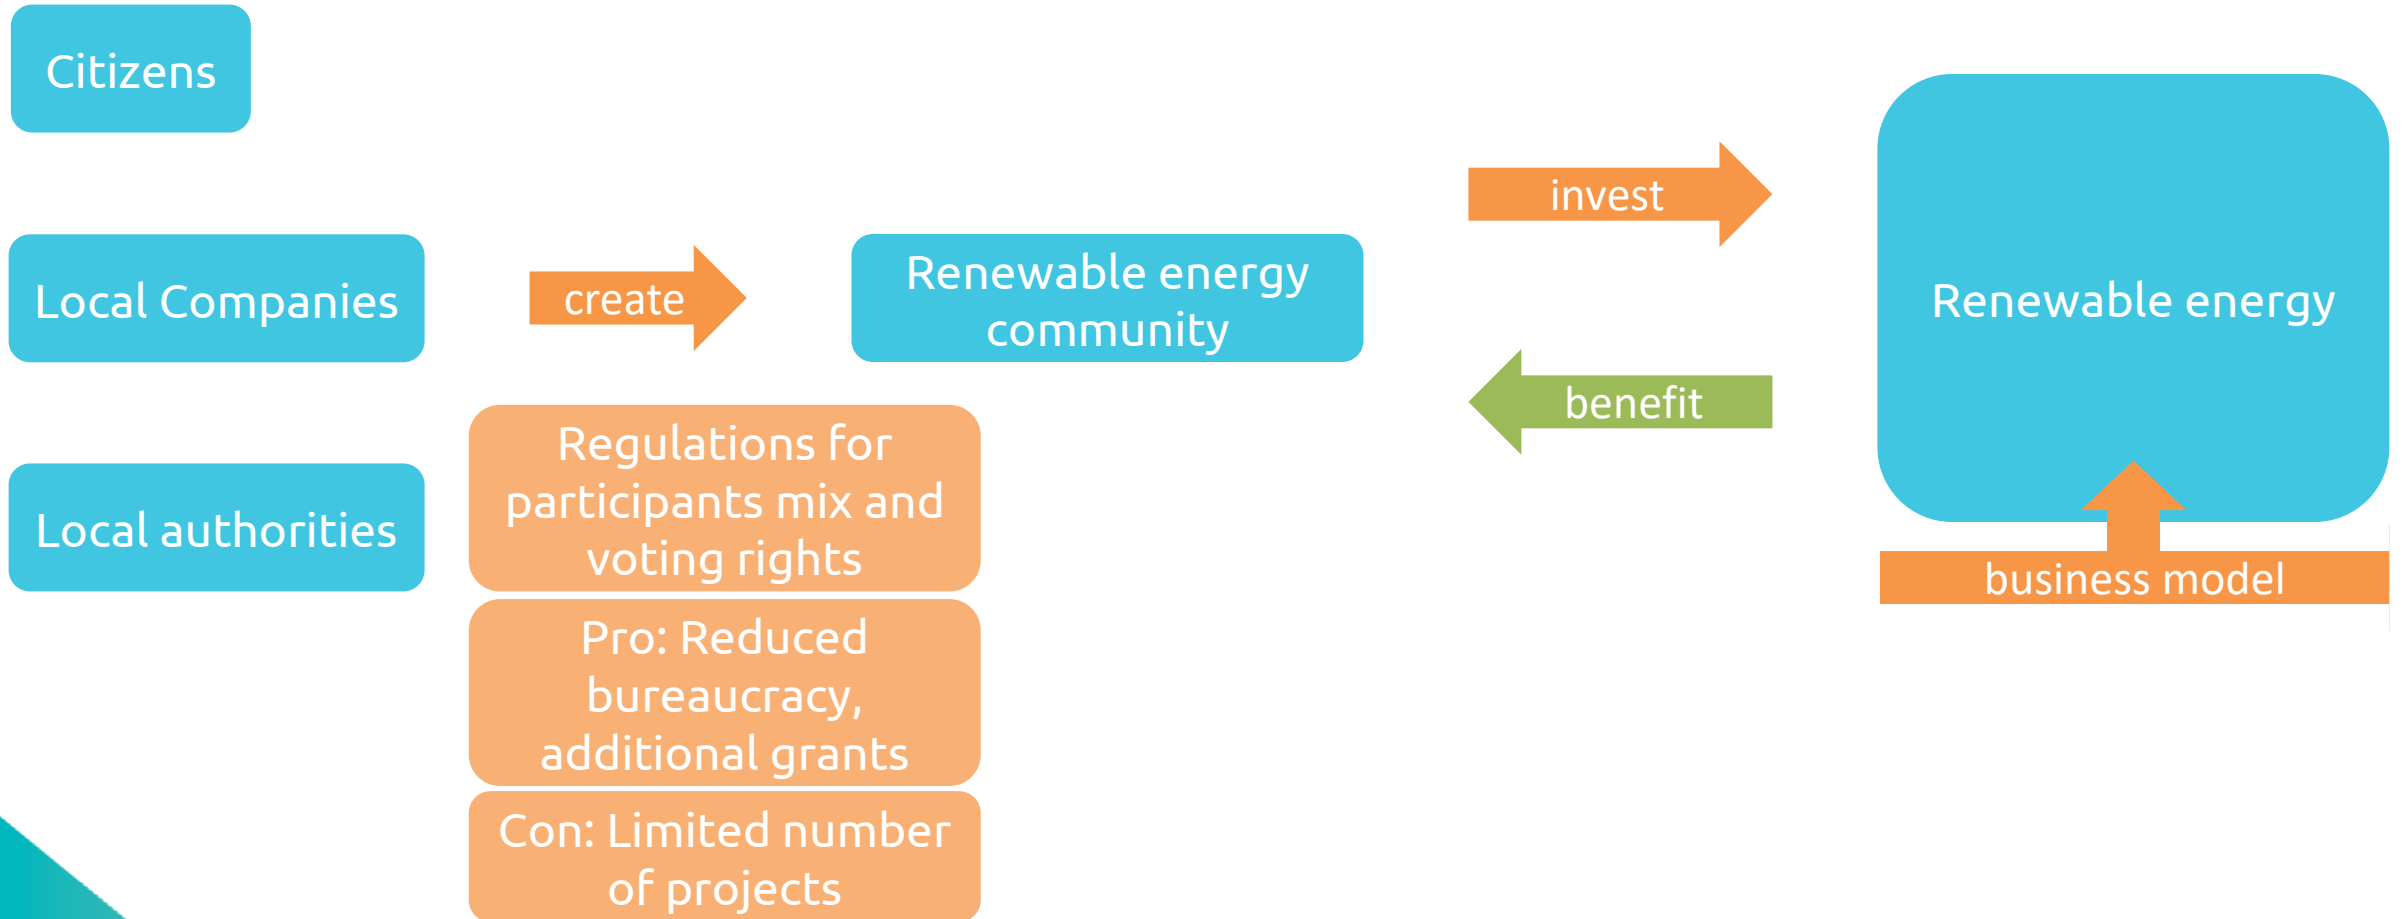 Citizens
Local Companies
Local authorities
create
Regulations for
participants mix and
voting rights
Pro: Reduced
bureaucracy,
additional grants
Con: Limited number
of projects
Renewable energy
community
invest
benefit
Renewable energy
business model